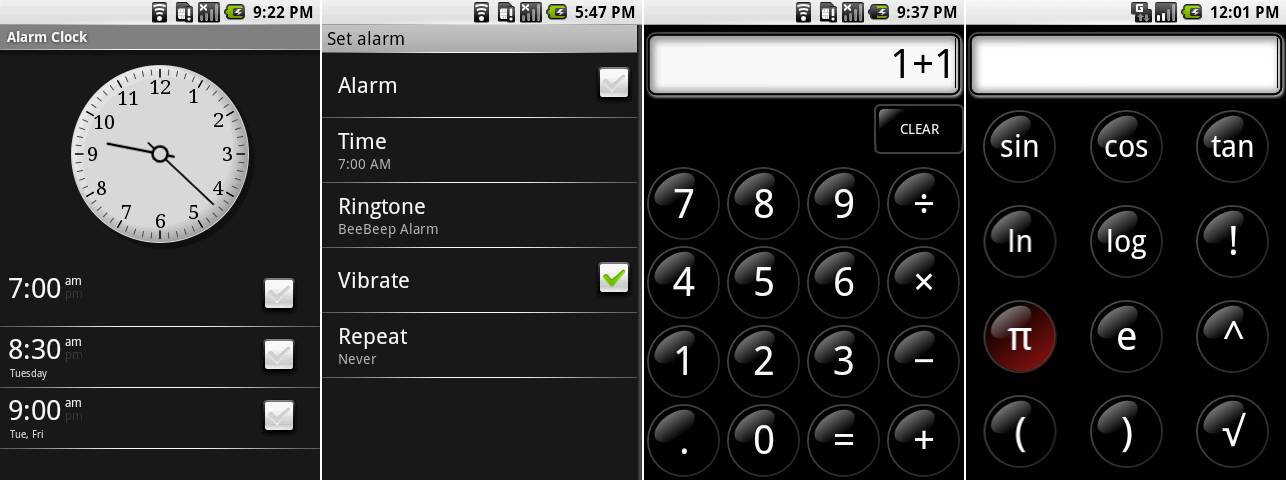 9:22 PM
Alarm Clock
12
11 1
10 2
9 3
8 4
7 5
6
7:00 am
pm
8:30 am
pm
Tuesday
9:00 am
pm
Tue, Fri
5:47 PM
Set alarm
Alarm
Time
7:00 AM
Ringtone
BeeBeep Alarm
Vibrate
Repeat
Never
9:37 PM
1+1
CLEAR
7 8 9 ÷
4 5 6 ×
1 2 3 −
. 0 = +
G 12:01 PM
sin cos tan
ln log !
π e ^
( ) √